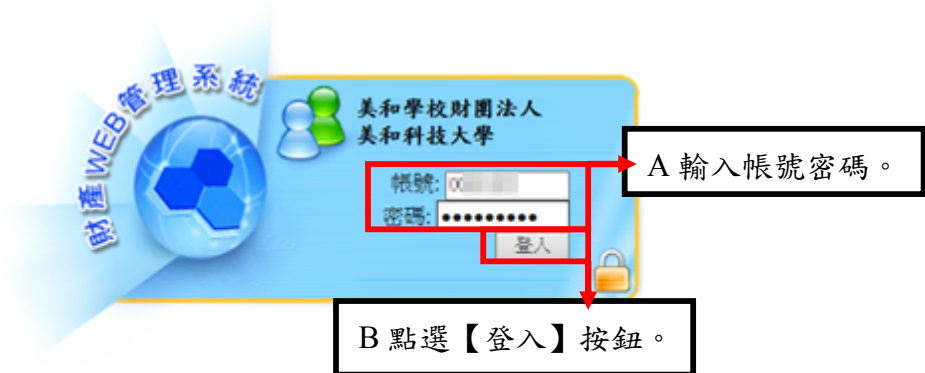 財產WEB管理系統
美和學校財團法人
美和科技大學
帳號:
密碼: •••••••••
登入
A 輸入帳號密碼。
B 點選【登入】按鈕。